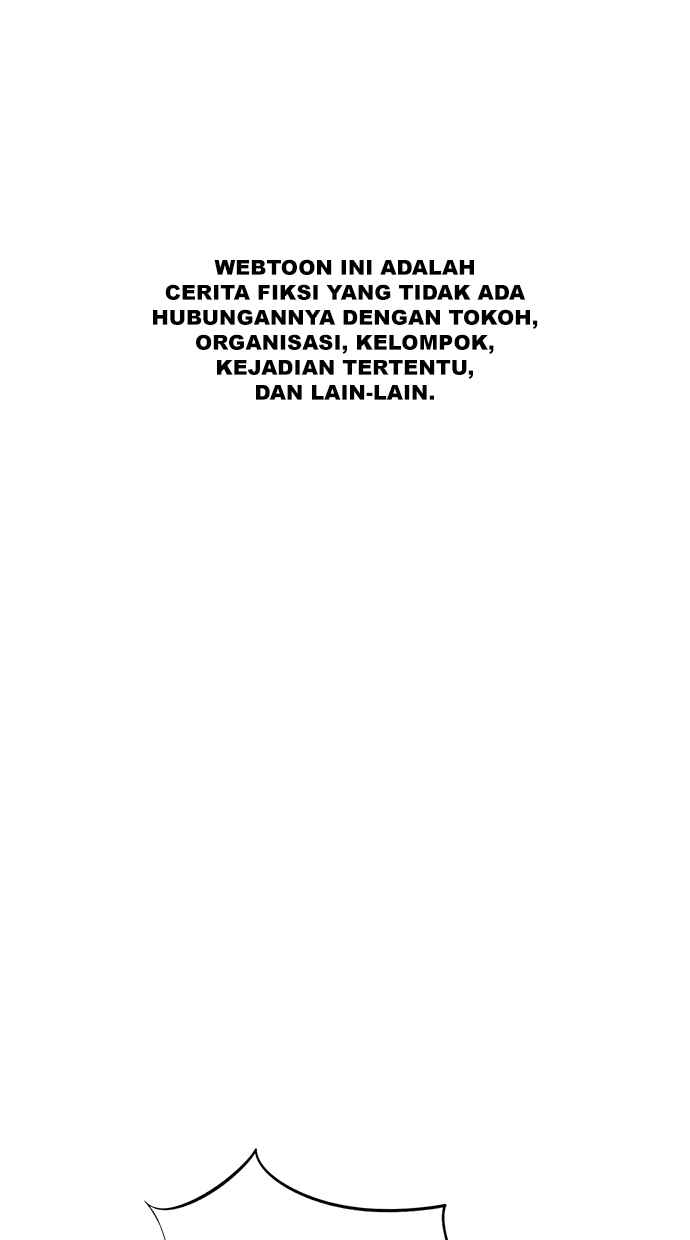 WEBTOON INI ADALAH
CERITA FIKSI YANG TIDAK ADA
HUBUNGANNYA DENGAN TOKOH,
ORGANISASI, KELOMPOK,
KEJADIAN TERTENTU,
DAN LAIN-LAIN.